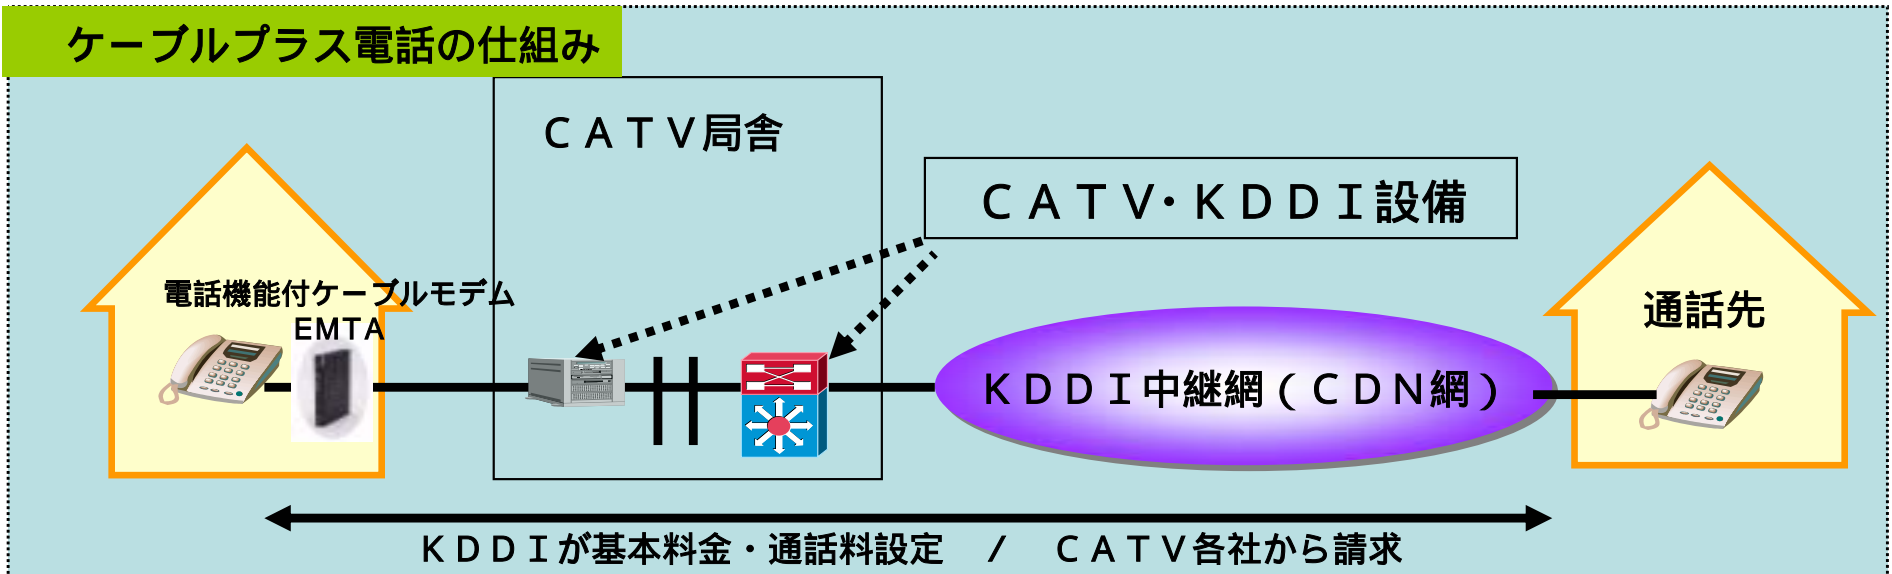 ケーブルプラス電話の仕組み
ＣＡＴＶ局舎
ＣＡＴＶ・ＫＤＤＩ設備
電話機能付ケーブルモデム
EMTA
通話先
ＫＤＤＩ中継網（ＣＤＮ網）
ＫＤＤＩが基本料金・通話料設定　／　ＣＡＴＶ各社から請求